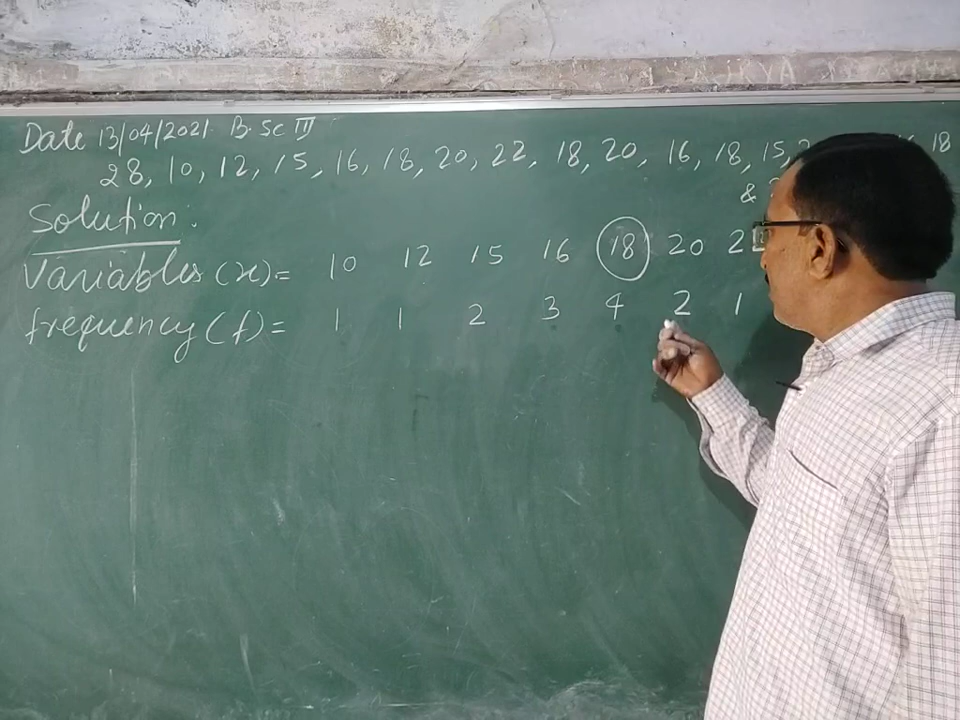 Date 13/04/2021 B.Sc III
28, 10, 12, 15, 16, 18, 20, 22, 18, 20, 16, 18, 15, 18
&
Solution:
Variables (x) = 10 12 15 16 18 20
frequency (f) = 1 1 2 3 4 2 1